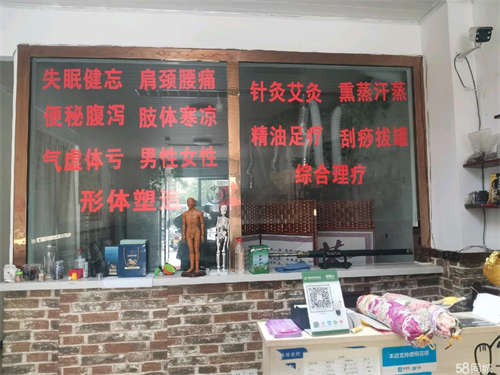 失眠健忘 肩颈腰痛
便秘腹泻 肢体寒凉
气虚体亏 男性女性
形体塑
针灸艾灸 熏蒸汗蒸
精油足疗 刮痧拔罐
综合理疗
58同城